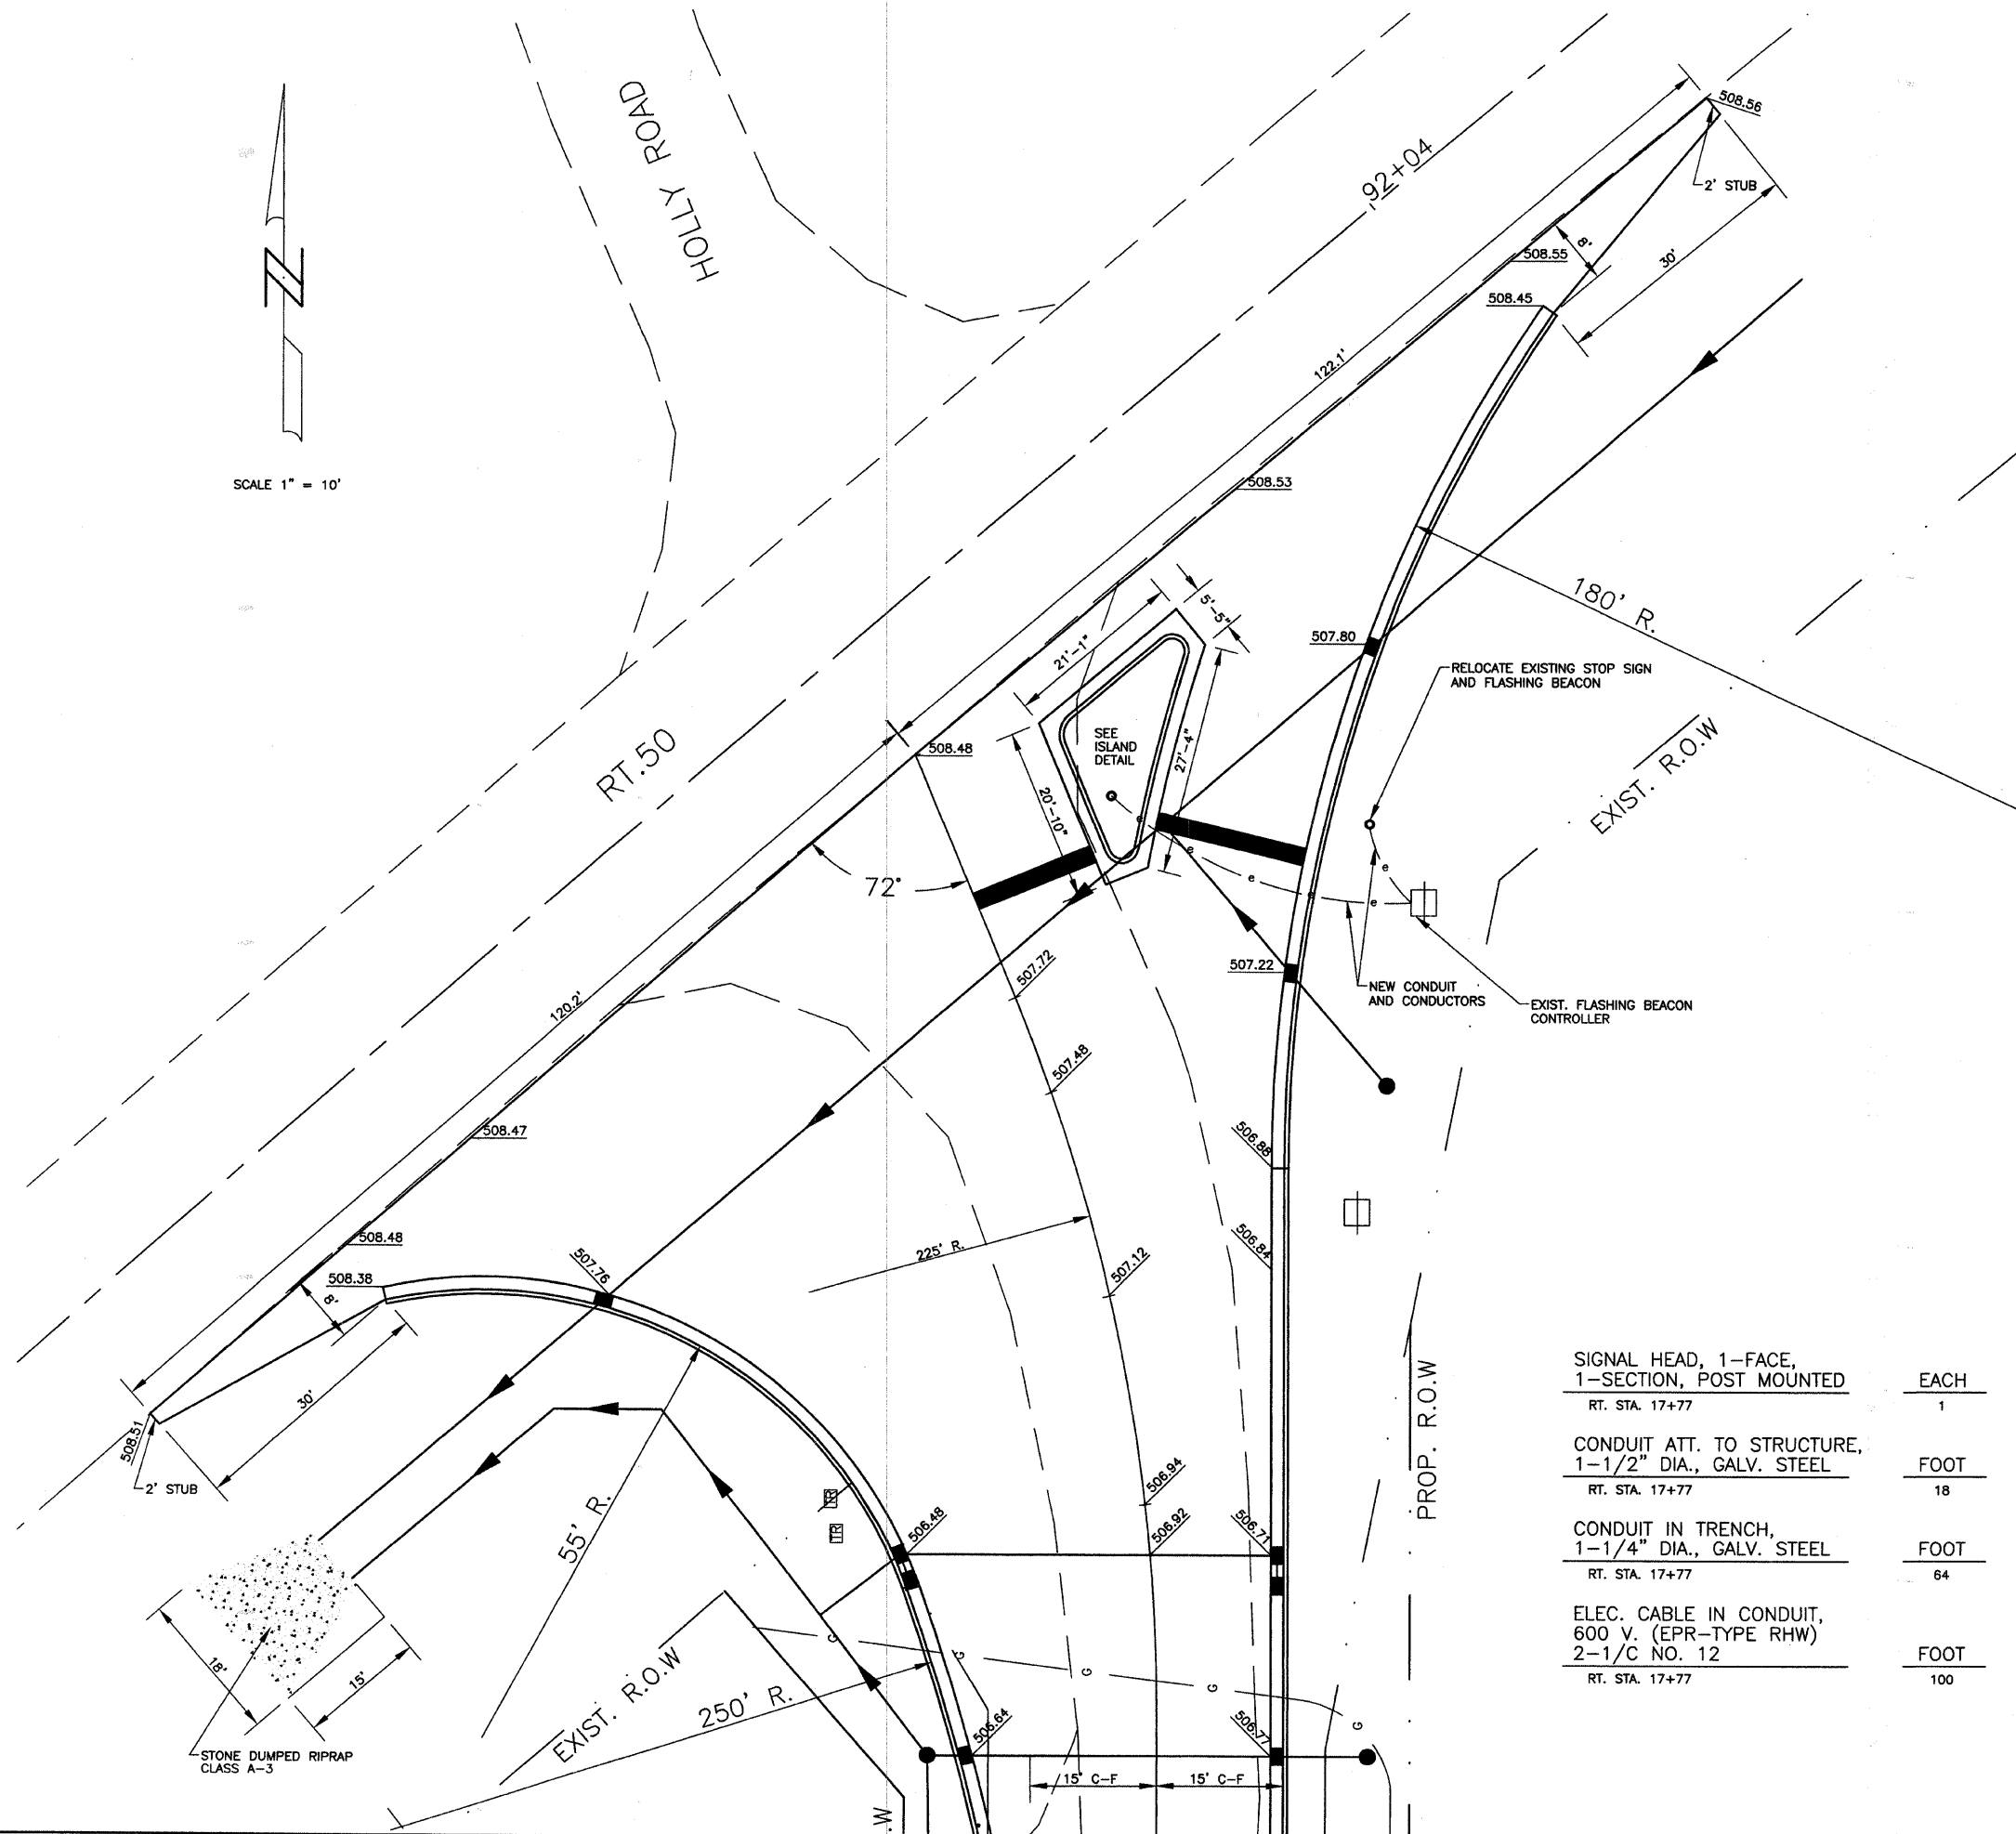 HOLLY ROAD
92+04
508.56
2' STUB
8'
30'
508.55
508.45
N
SCALE 1" = 10'
122.1'
508.53
180' R.
5'-5"
21'-1"
507.80
RELOCATE EXISTING STOP SIGN
AND FLASHING BEACON
RT.50
508.48
SEE
ISLAND
DETAIL
27'-4"
20'-10"
EXIST. R.O.W
e
e
e
e
e
e
72°
507.72
507.22
NEW CONDUIT
AND CONDUCTORS
EXIST. FLASHING BEACON
CONTROLLER
120.2'
507.48
508.47
506.88
506.84
508.48
225' R.
507.12
507.76
508.38
8'
30'
508.51
2' STUB
55' R.
TR
506.48
506.94
506.92
506.71
PROP. R.O.W
SIGNAL HEAD, 1-FACE,
1-SECTION, POST MOUNTED EACH
RT. STA. 17+77 1
CONDUIT ATT. TO STRUCTURE,
1-1/2" DIA., GALV. STEEL FOOT
RT. STA. 17+77 18
CONDUIT IN TRENCH,
1-1/4" DIA., GALV. STEEL FOOT
RT. STA. 17+77 64
ELEC. CABLE IN CONDUIT,
600 V. (EPR-TYPE RHW)
2-1/C NO. 12 FOOT
RT. STA. 17+77 100
18'
15'
STONE DUMPED RIPRAP
CLASS A-3
EXIST. R.O.W
250' R.
G
G
G
G
G
506.77
15' C-F
15' C-F
.W